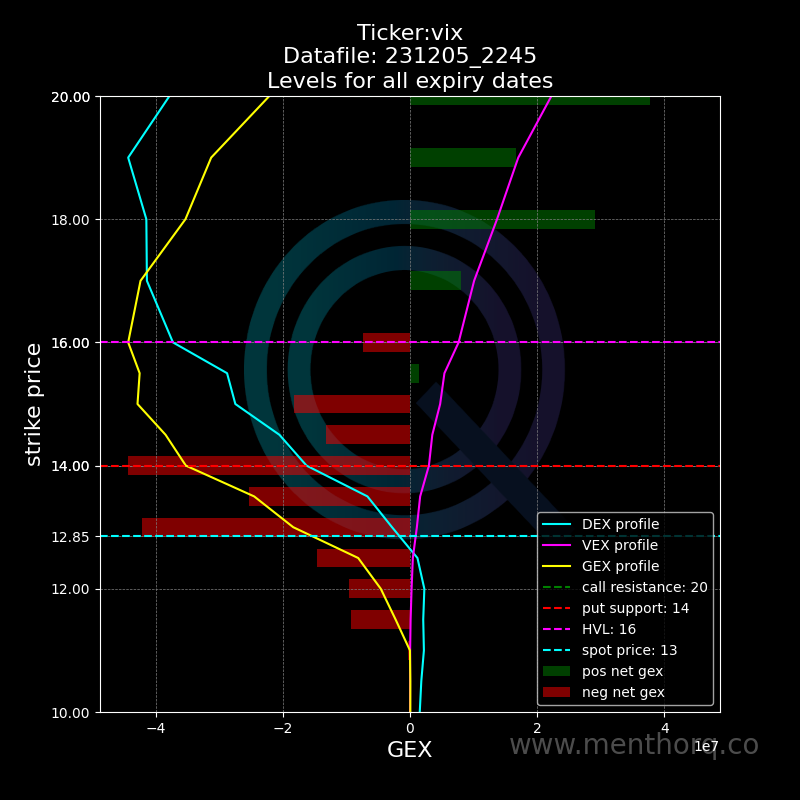 Ticker:vix
Datafile: 231205_2245
Levels for all expiry dates
20.00
18.00
16.00
14.00
12.85
12.00
10.00
strike price
−4
−2
0
2
4
1e7
GEX
DEX profile
VEX profile
GEX profile
call resistance: 20
put support: 14
HVL: 16
spot price: 13
pos net gex
neg net gex
www.menthorq.co